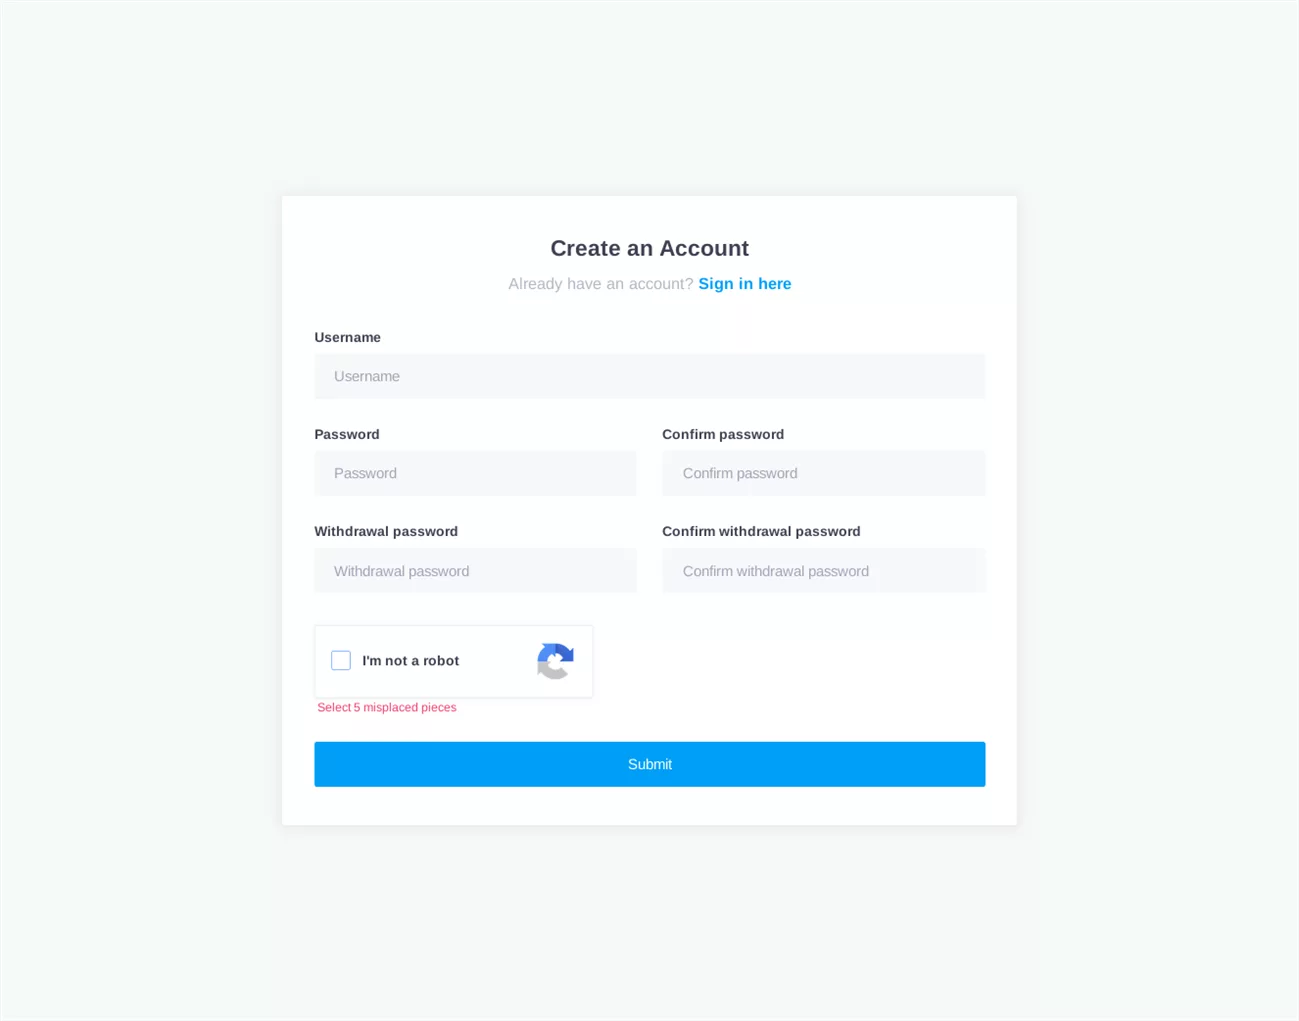 Create an Account
Already have an account? Sign in here
Username
Username
Password
Confirm password
Password
Confirm password
Withdrawal password
Confirm withdrawal password
Withdrawal password
Confirm withdrawal password
I'm not a robot
Select 5 misplaced pieces
Submit